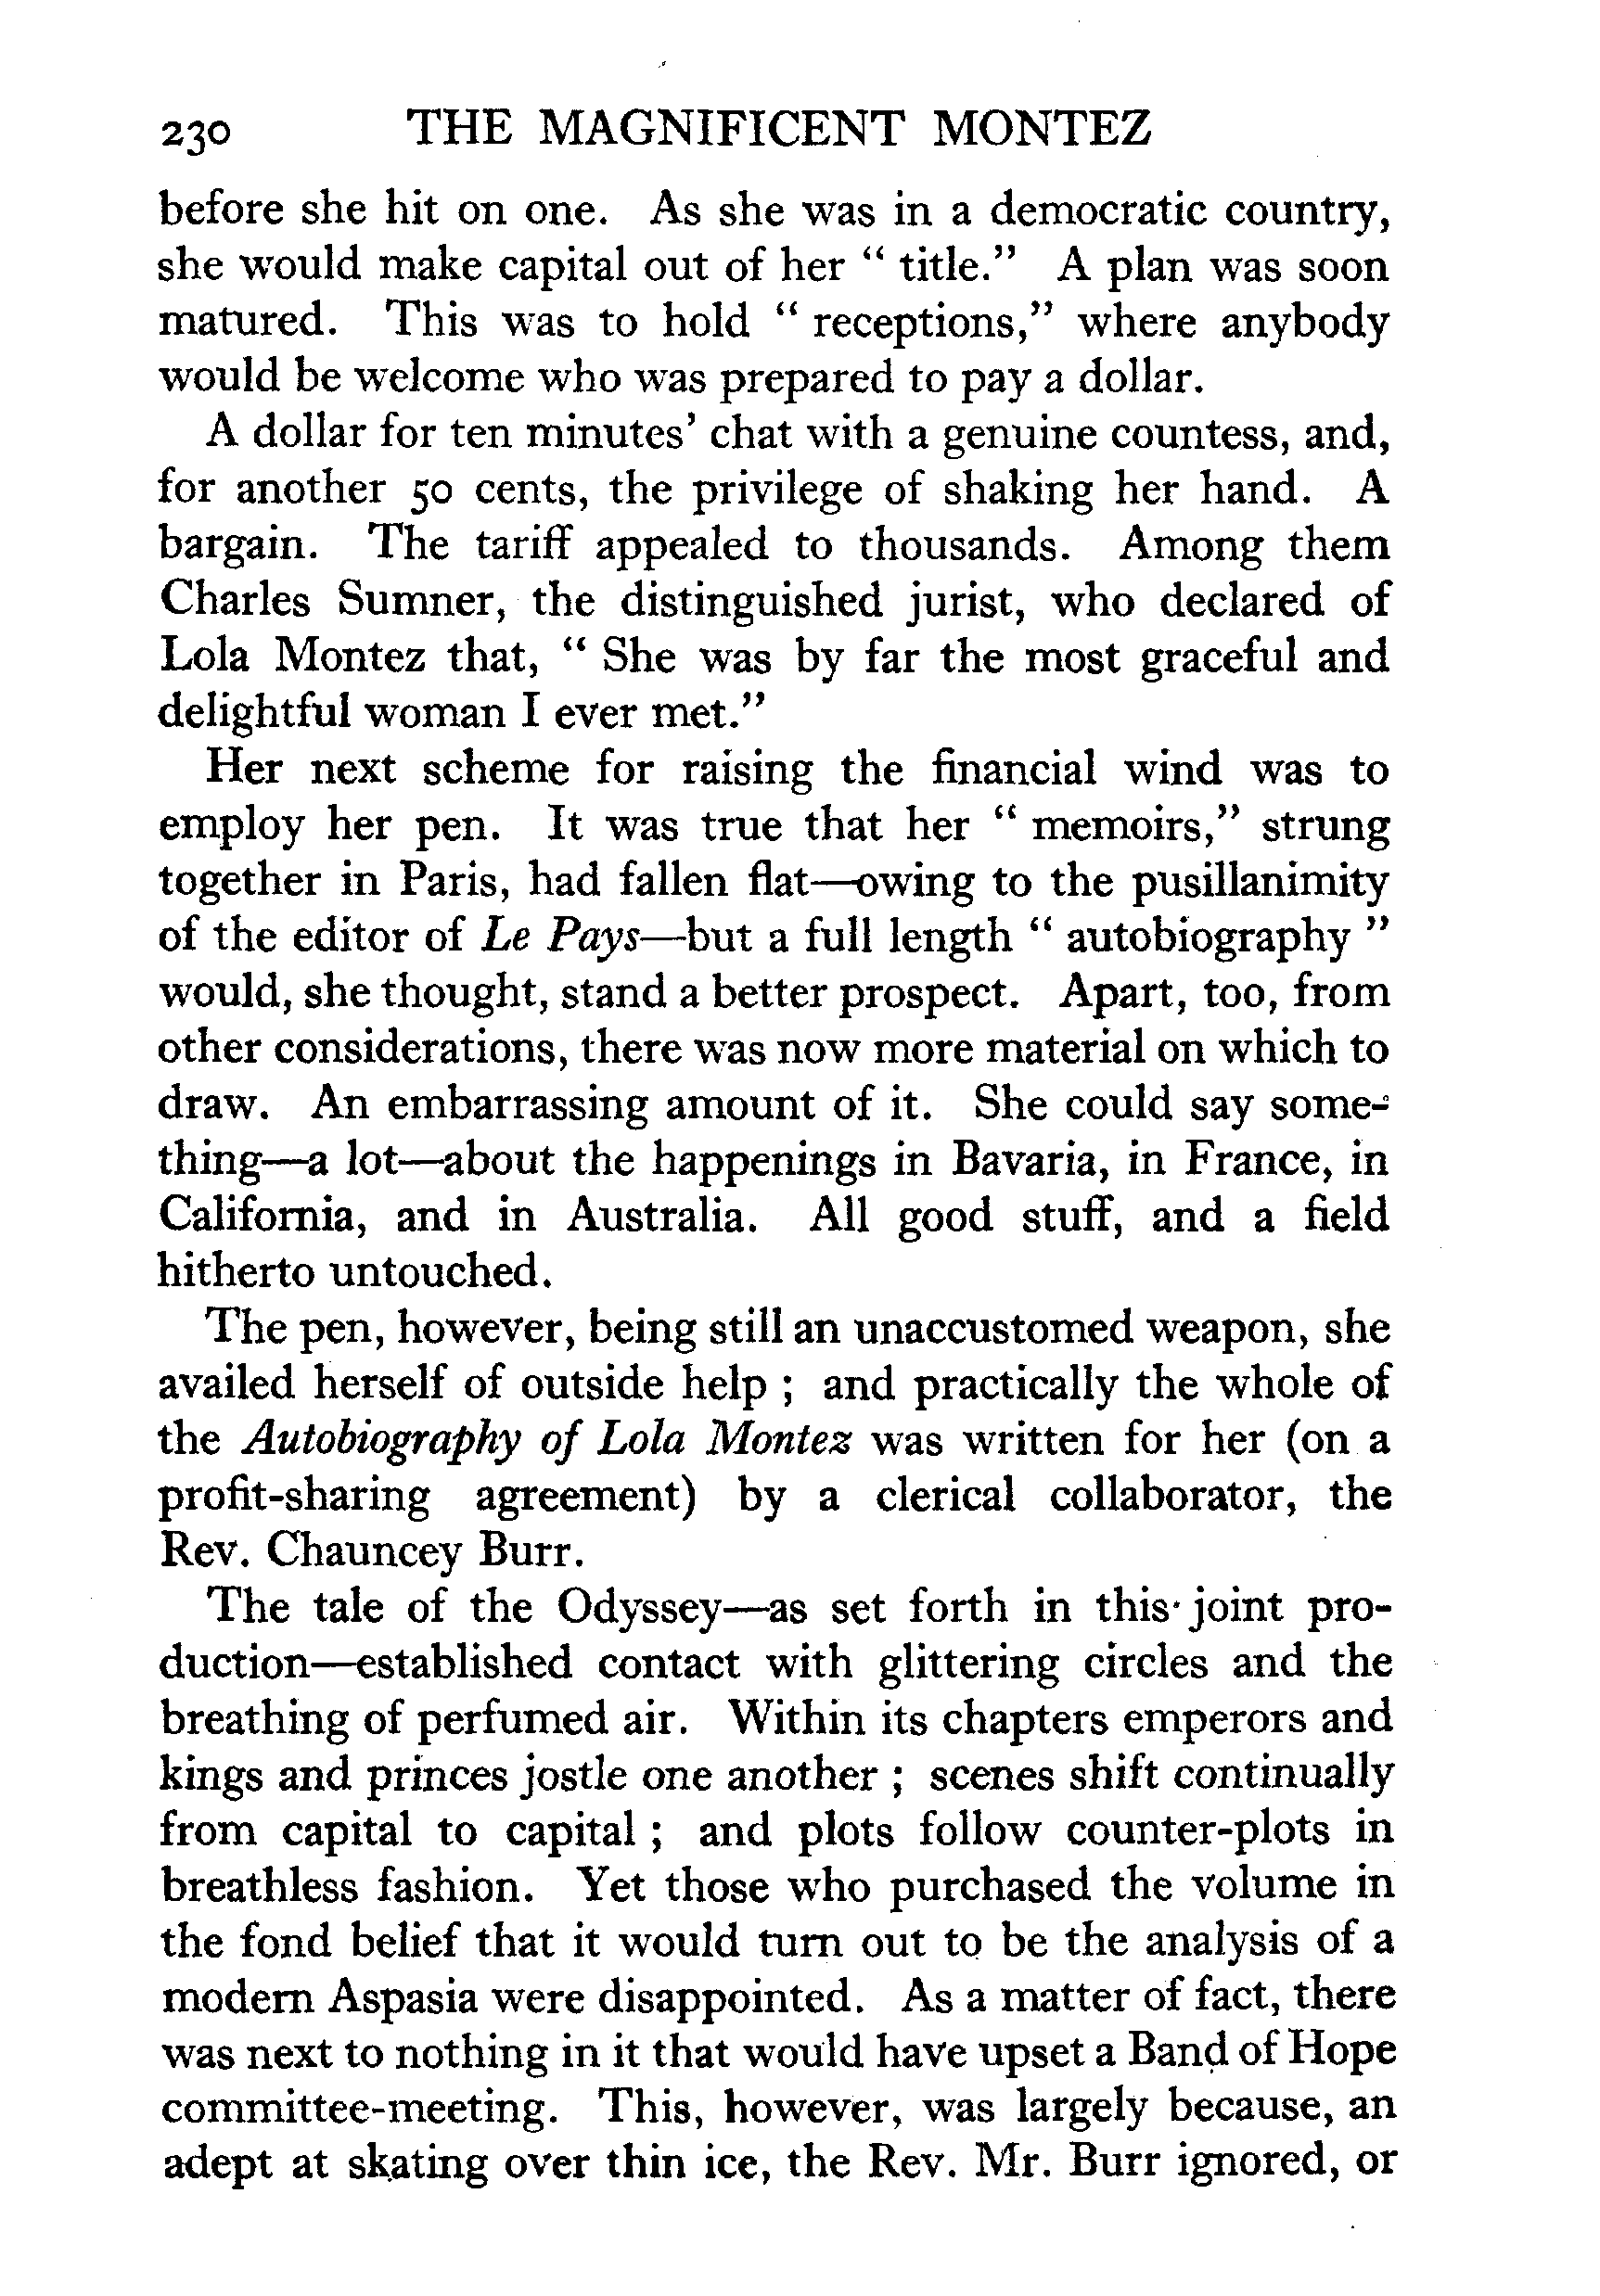 230 THE MAGNIFICENT MONTEZ
before she hit on one. As she was in a democratic country,
she would make capital out of her " title." A plan was soon
matured. This was to hold " receptions," where anybody
would be welcome who was prepared to pay a dollar.
A dollar for ten minutes' chat with a genuine countess, and,
for another 50 cents, the privilege of shaking her hand. A
bargain. The tariff appealed to thousands. Among them
Charles Sumner, the distinguished jurist, who declared of
Lola Montez that, " She was by far the most graceful and
delightful woman I ever met."
Her next scheme for raising the financial wind was to
employ her pen. It was true that her " memoirs," strung
together in Paris, had fallen flat—owing to the pusillanimity
of the editor of Le Pays—but a full length " autobiography "
would, she thought, stand a better prospect. Apart, too, from
other considerations, there was now more material on which to
draw. An embarrassing amount of it. She could say some-
thing—a lot—about the happenings in Bavaria, in France, in
California, and in Australia. All good stuff, and a field
hitherto untouched.
The pen, however, being still an unaccustomed weapon, she
availed herself of outside help ; and practically the whole of
the Autobiography of Lola Montez was written for her (on a
profit-sharing agreement) by a clerical collaborator, the
Rev. Chauncey Burr.
The tale of the Odyssey—as set forth in this joint pro-
duction—established contact with glittering circles and the
breathing of perfumed air. Within its chapters emperors and
kings and princes jostle one another ; scenes shift continually
from capital to capital ; and plots follow counter-plots in
breathless fashion. Yet those who purchased the volume in
the fond belief that it would turn out to be the analysis of a
modern Aspasia were disappointed. As a matter of fact, there
was next to nothing in it that would have upset a Band of Hope
committee-meeting. This, however, was largely because, an
adept at skating over thin ice, the Rev. Mr. Burr ignored, or